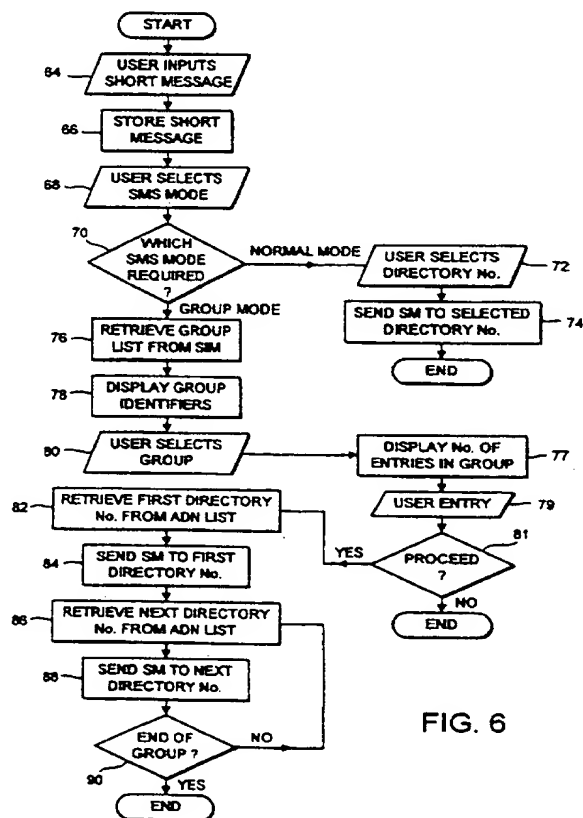 START
64
USER INPUTS
SHORT MESSAGE
66
STORE SHORT
MESSAGE
68
USER SELECTS
SMS MODE
70
WHICH
SMS MODE
REQUIRED
?
NORMAL MODE
USER SELECTS
DIRECTORY No.
72
SEND SM TO SELECTED
DIRECTORY No.
74
END
GROUP MODE
76
RETRIEVE GROUP
LIST FROM SIM
78
DISPLAY GROUP
IDENTIFIERS
80
USER SELECTS
GROUP
DISPLAY No. OF
ENTRIES IN GROUP
77
USER ENTRY
79
PROCEED
?
81
YES
NO
END
82
RETRIEVE FIRST DIRECTORY
No. FROM ADN LIST
84
SEND SM TO FIRST
DIRECTORY No.
86
RETRIEVE NEXT DIRECTORY
No. FROM ADN LIST
88
SEND SM TO NEXT
DIRECTORY No.
END OF
GROUP ?
90
NO
YES
END
FIG. 6